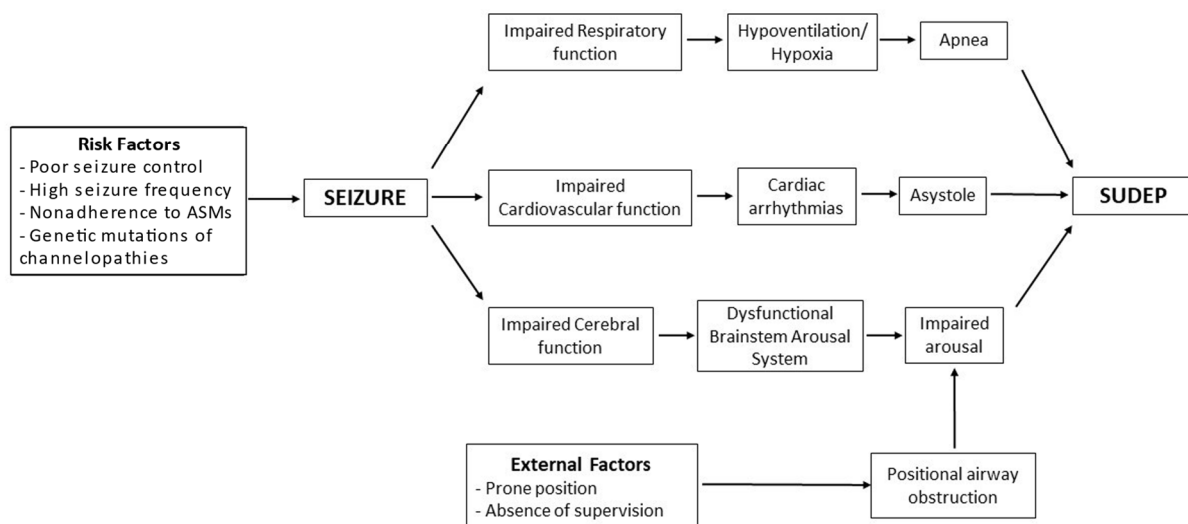 Impaired Respiratory
function
Hypoventilation/
Hypoxia
Apnea
Risk Factors
- Poor seizure control
- High seizure frequency
- Nonadherence to ASMs
- Genetic mutations of
channelopathies
SEIZURE
Impaired
Cardiovascular function
Cardiac
arrhythmias
Asystole
SUDEP
Impaired Cerebral
function
Dysfunctional
Brainstem Arousal
System
Impaired
arousal
External Factors
- Prone position
- Absence of supervision
Positional airway
obstruction